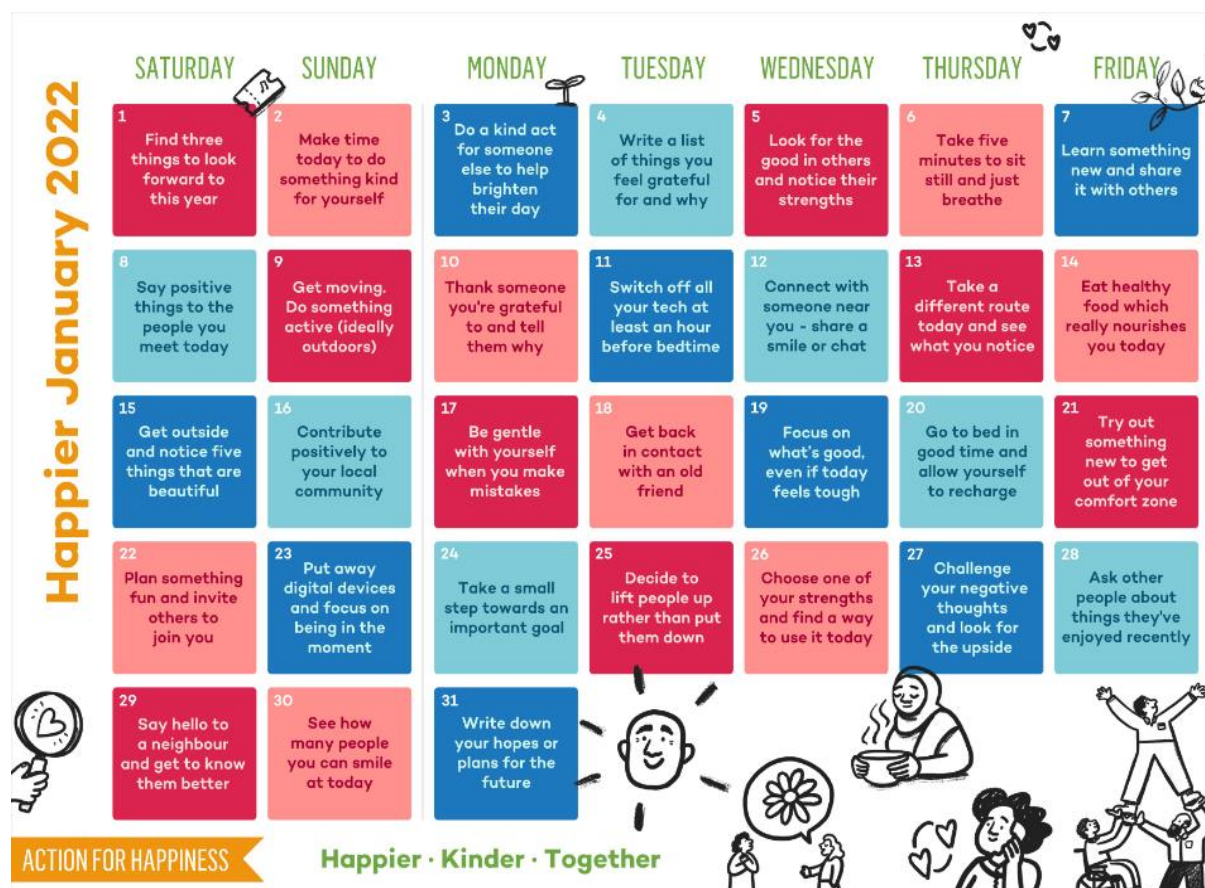 Happier January 2022
SATURDAY
SUNDAY
MONDAY
TUESDAY
WEDNESDAY
THURSDAY
FRIDAY
1
Find three
things to look
forward to
this year
2
Make time
today to do
something kind
for yourself
3
Do a kind act
for someone
else to help
brighten
their day
4
Write a list
of things you
feel grateful
for and why
5
Look for the
good in others
and notice their
strengths
6
Take five
minutes to sit
still and just
breathe
7
Learn something
new and share
it with others
8
Say positive
things to the
people you
meet today
9
Get moving.
Do something
active (ideally
outdoors)
10
Thank someone
you're grateful
to and tell
them why
11
Switch off all
your tech at
least an hour
before bedtime
12
Connect with
someone near
you - share a
smile or chat
13
Take a
different route
today and see
what you notice
14
Eat healthy
food which
really nourishes
you today
15
Get outside
and notice five
things that are
beautiful
16
Contribute
positively to
your local
community
17
Be gentle
with yourself
when you make
mistakes
18
Get back
in contact
with an old
friend
19
Focus on
what's good,
even if today
feels tough
20
Go to bed in
good time and
allow yourself
to recharge
21
Try out
something
new to get
out of your
comfort zone
22
Plan something
fun and invite
others to
join you
23
Put away
digital devices
and focus on
being in the
moment
24
Take a small
step towards an
important goal
25
Decide to
lift people up
rather than put
them down
26
Choose one of
your strengths
and find a way
to use it today
27
Challenge
your negative
thoughts
and look for
the upside
28
Ask other
people about
things they've
enjoyed recently
29
Say hello to
a neighbour
and get to know
them better
30
See how
many people
you can smile
at today
31
Write down
your hopes or
plans for the
future
ACTION FOR HAPPINESS
Happier · Kinder · Together